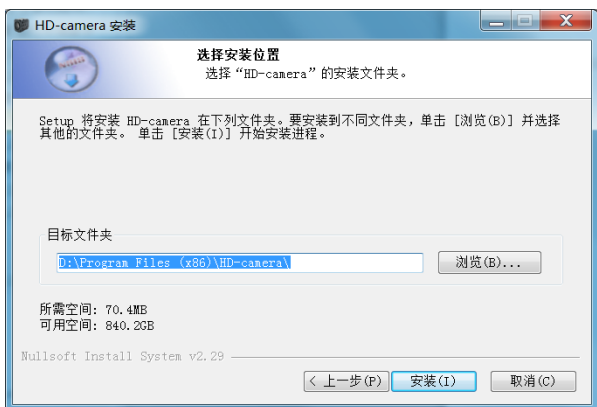 HD-camera 安装
选择安装位置
选择“HD-camera”的安装文件夹。
Setup 将安装 HD-camera 在下列文件夹。要安装到不同文件夹，单击 [浏览(B)] 并选择
其他的文件夹。 单击 [安装(I)] 开始安装进程。
目标文件夹
D:\Program Files (x86)\HD-camera\
浏览(B)...
所需空间: 70.4MB
可用空间: 840.2GB
Nullsoft Install System v2.29
< 上一步(P)
安装(I)
取消(C)